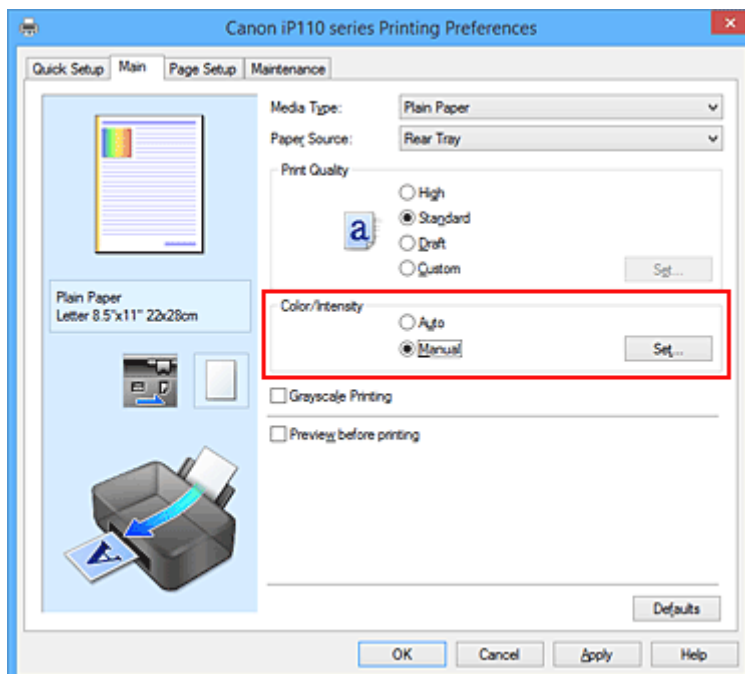 Canon iP110 series Printing Preferences
Quick Setup Main Page Setup Maintenance
Media Type: Plain Paper
Paper Source: Rear Tray
Print Quality
High
Standard
Draft
Custom Set...
a
Plain Paper
Letter 8.5"x11" 22x28cm
Color/Intensity
Auto
Manual Set...
Grayscale Printing
Preview before printing
A
Defaults
OK Cancel Apply Help